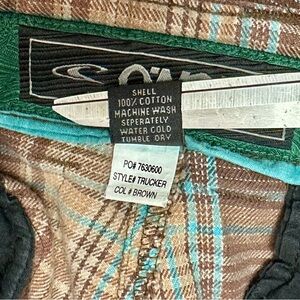 SHELL
100% COTTON
MACHINE WASH
SEPERATELY
WATER COLD
TUMBLE DRY
PO# 7630600
STYLE# TRUCKER
COL# BROWN